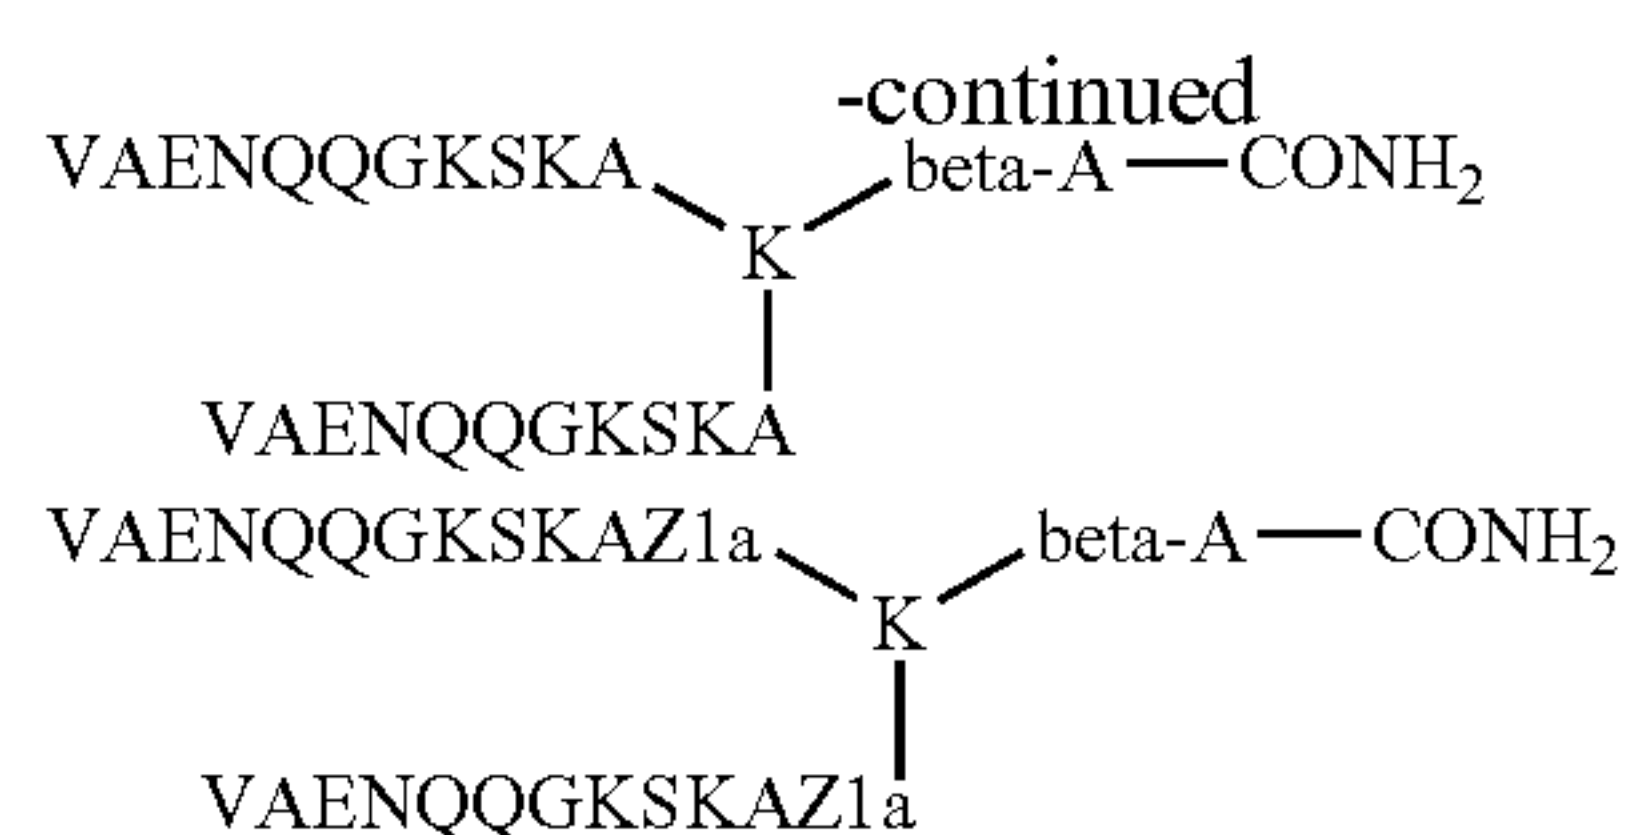 -continued
VAENQQGKSKA beta-A — CONH2
K
VAENQQGKSKA
VAENQQGKSKAZ1a beta-A — CONH2
K
VAENQQGKSKAZ1a